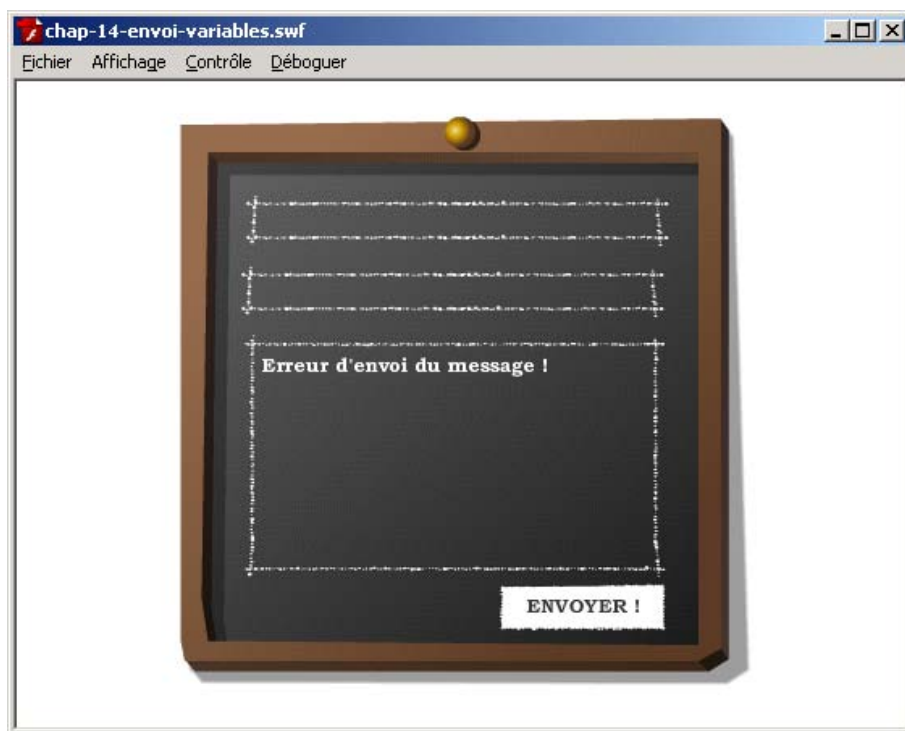 chap-14-envoi-variables.swf
Fichier Affichage Contrôle Déboguer
Erreur d'envoi du message !
ENVOYER !